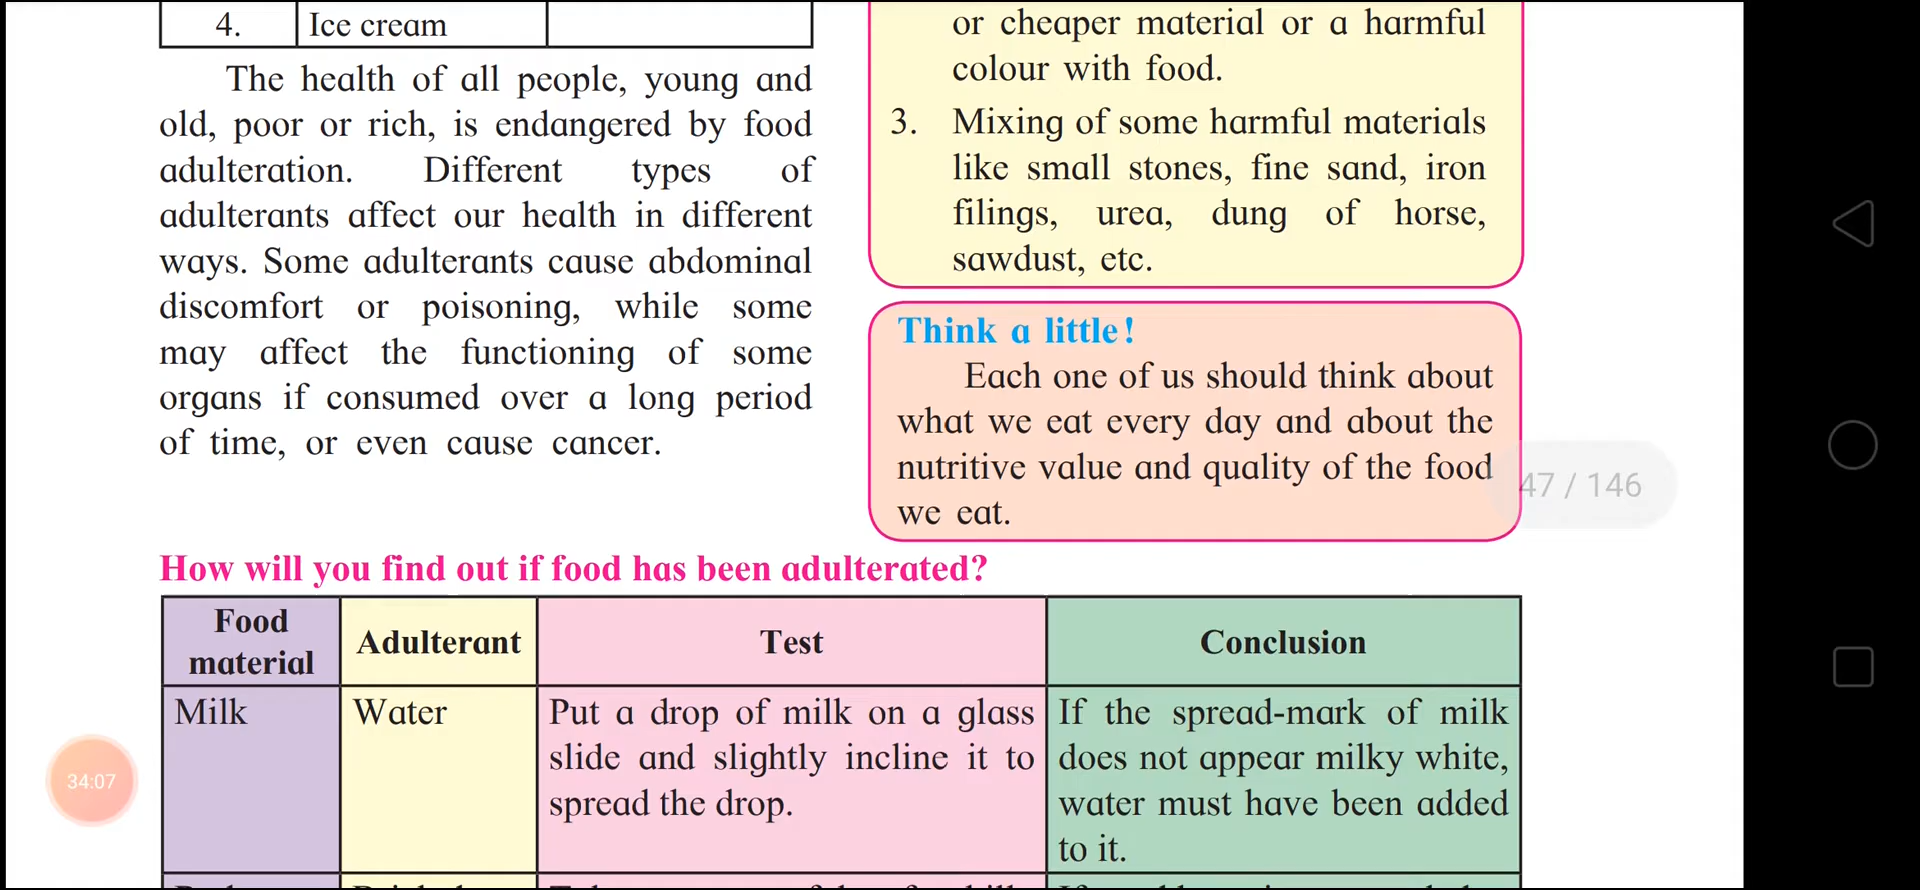 4. Ice cream
The health of all people, young and
old, poor or rich, is endangered by food
adulteration. Different types of
adulterants affect our health in different
ways. Some adulterants cause abdominal
discomfort or poisoning, while some
may affect the functioning of some
organs if consumed over a long period
of time, or even cause cancer.
or cheaper material or a harmful
colour with food.
3. Mixing of some harmful materials
like small stones, fine sand, iron
filings, urea, dung of horse,
sawdust, etc.
Think a little!
Each one of us should think about
what we eat every day and about the
nutritive value and quality of the food
we eat.
47 / 146
How will you find out if food has been adulterated?
Food
material
Adulterant
Test
Conclusion
Milk
Water
Put a drop of milk on a glass
slide and slightly incline it to
spread the drop.
If the spread-mark of milk
does not appear milky white,
water must have been added
to it.
34:07